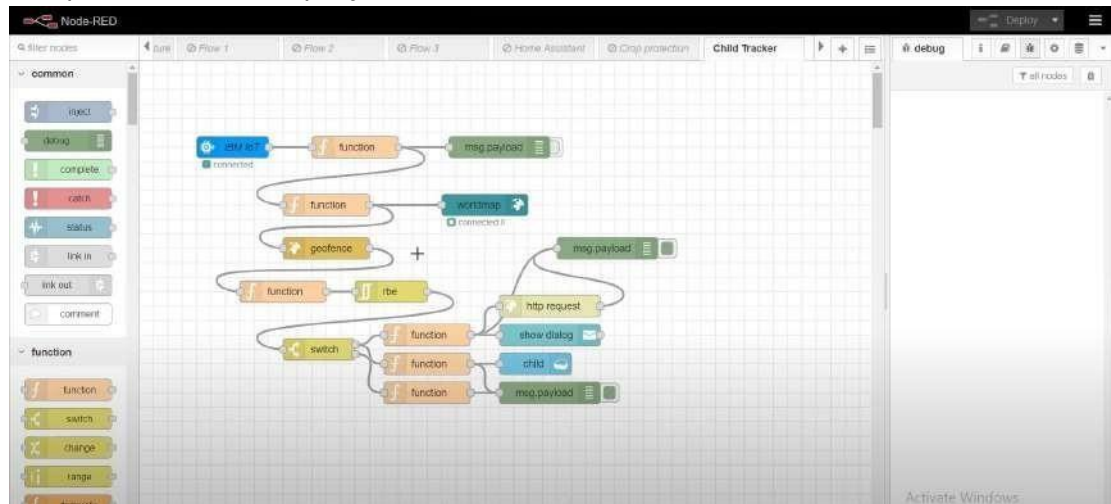 Node-RED
Deploy
filter nodes
Flow 1
Flow 2
Flow 3
Home Assistant
Crop protection
Child Tracker
debug
i
all nodes
common
inject
debug
complete
catch
status
link in
link out
comment
function
function
switch
change
range
IBM IoT
connected
function
msg.payload
function
worldmap
geofence
msg.payload
function
rbe
http request
switch
function
show dialog
function
child
function
msg.payload
Activate Windows